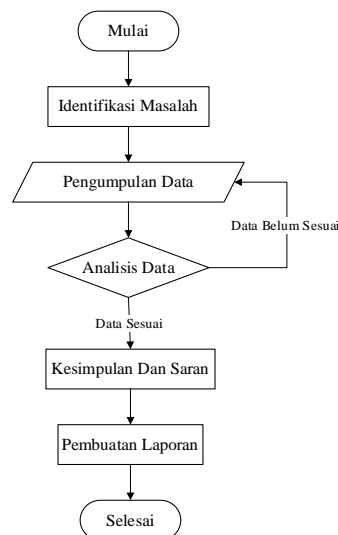 Mulai
Identifikasi Masalah
Pengumpulan Data
Data Belum Sesuai
Analisis Data
Data Sesuai
Kesimpulan Dan Saran
Pembuatan Laporan
Selesai